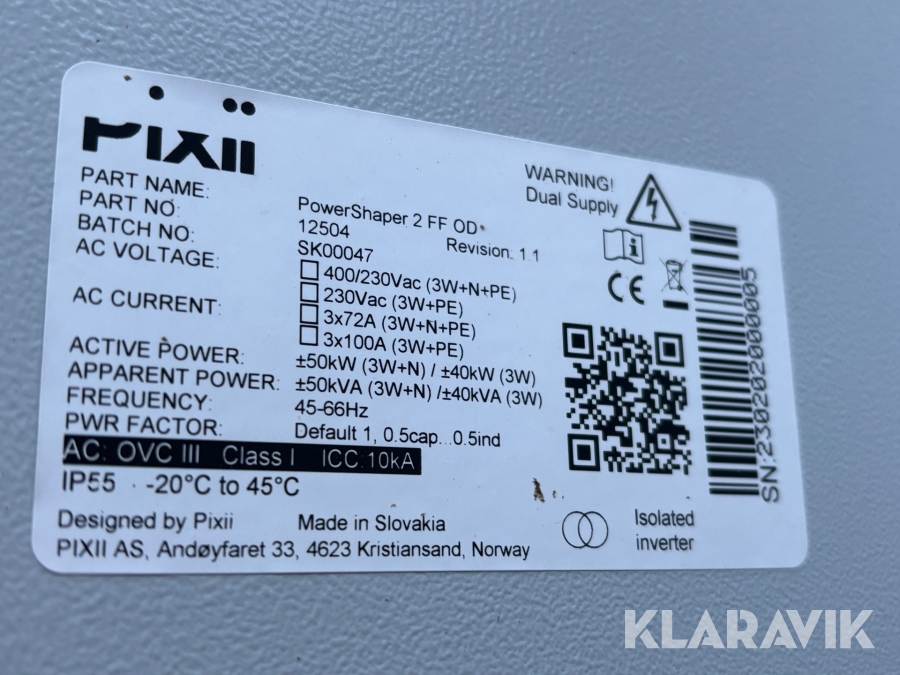 KLARAVIK
PIXII
WARNING!
Dual Supply
PART NAME: PowerShaper 2 FF OD
PART NO: 12504 Revision: 1.1
BATCH NO: SK00047
AC VOLTAGE: 400/230Vac (3W+N+PE)
230Vac (3W+PE)
AC CURRENT: 3x72A (3W+N+PE)
3x100A (3W+PE)
ACTIVE POWER: ±50kW (3W+N) / ±40kW (3W)
APPARENT POWER: ±50kVA (3W+N) /±40kVA (3W)
FREQUENCY: 45-66Hz
PWR FACTOR: Default 1, 0.5cap...0.5ind
AC: OVC III Class I ICC 10kA
IP55 -20°C to 45°C
Designed by Pixii Made in Slovakia
PIXII AS, Andøyfaret 33, 4623 Kristiansand, Norway
CE
SN:2302020000005
Isolated
inverter
KLARAVIK